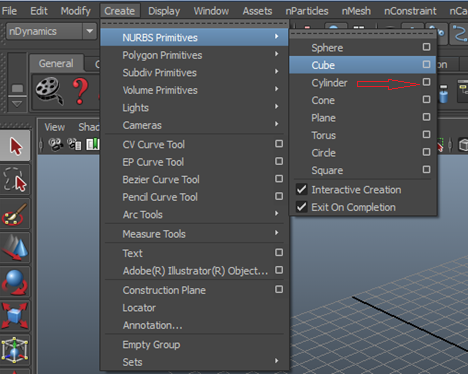 File Edit Modify Create Display Window Assets nParticles nMesh nConstraint nCa
nDynamics
General
View Sha
NURBS Primitives
Polygon Primitives
Subdiv Primitives
Volume Primitives
Lights
Cameras
CV Curve Tool
EP Curve Tool
Bezier Curve Tool
Pencil Curve Tool
Arc Tools
Measure Tools
Text
Adobe(R) Illustrator(R) Object...
Construction Plane
Locator
Annotation...
Empty Group
Sets
Sphere
Cube
Cylinder
Cone
Plane
Torus
Circle
Square
Interactive Creation
Exit On Completion